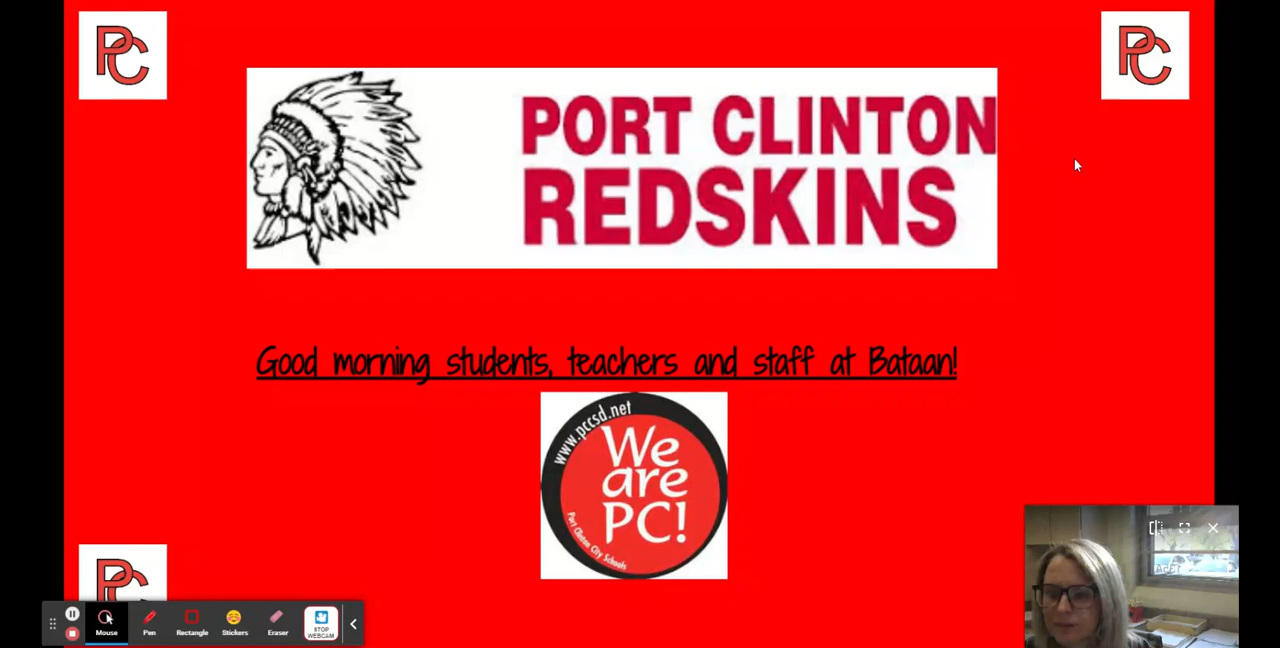 PC
PC
PORT CLINTON
REDSKINS
Good morning students, teachers and staff at Bataan!
www.pccsd.net
We
are
PC!
Port Clinton City Schools
PC
Mouse
Pen
Rectangle
Stickers
Eraser
STOP
WEBCAM